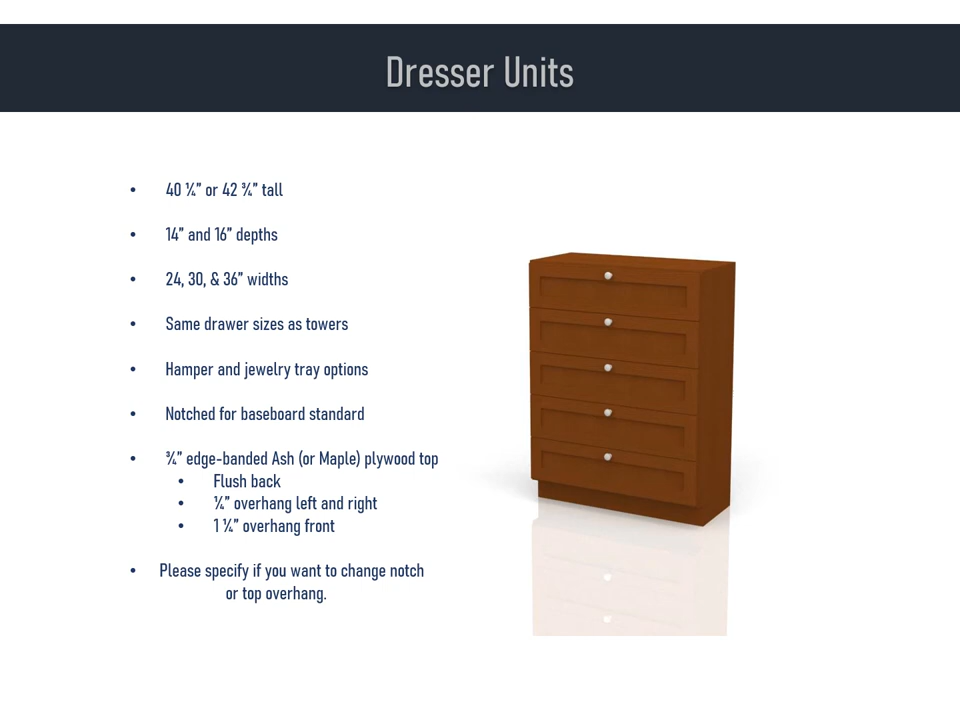 Dresser Units
• 40 ¼” or 42 ¾” tall
• 14” and 16” depths
• 24, 30, & 36” widths
• Same drawer sizes as towers
• Hamper and jewelry tray options
• Notched for baseboard standard
• ¾” edge-banded Ash (or Maple) plywood top
• Flush back
• ¼” overhang left and right
• 1 ¼” overhang front
• Please specify if you want to change notch
or top overhang.